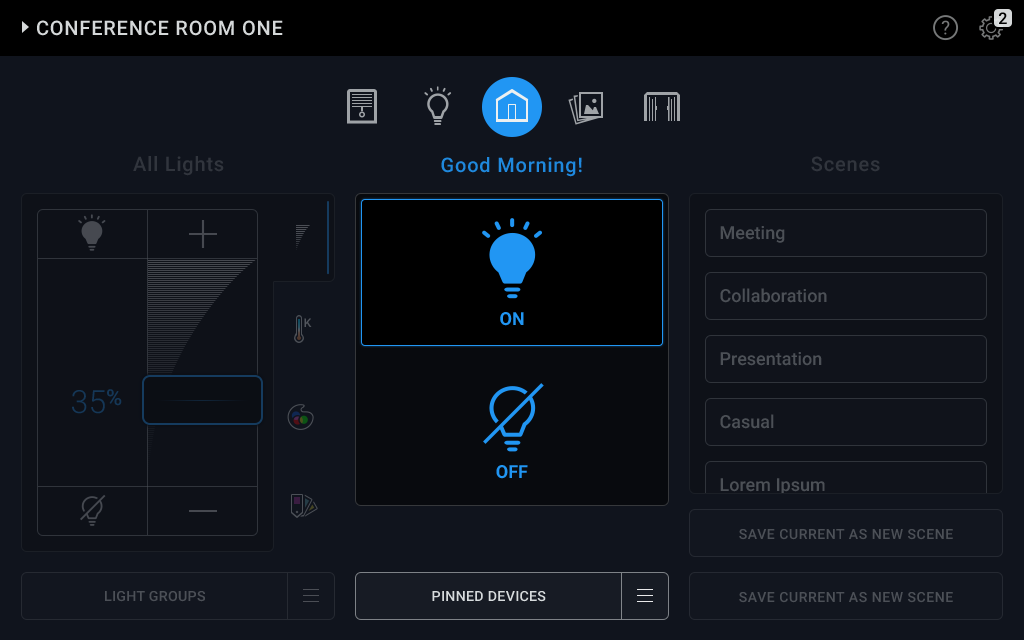 CONFERENCE ROOM ONE
2
All Lights
Good Morning!
Scenes
K
35%
ON
OFF
Meeting
Collaboration
Presentation
Casual
Lorem Ipsum
SAVE CURRENT AS NEW SCENE
LIGHT GROUPS
PINNED DEVICES
SAVE CURRENT AS NEW SCENE